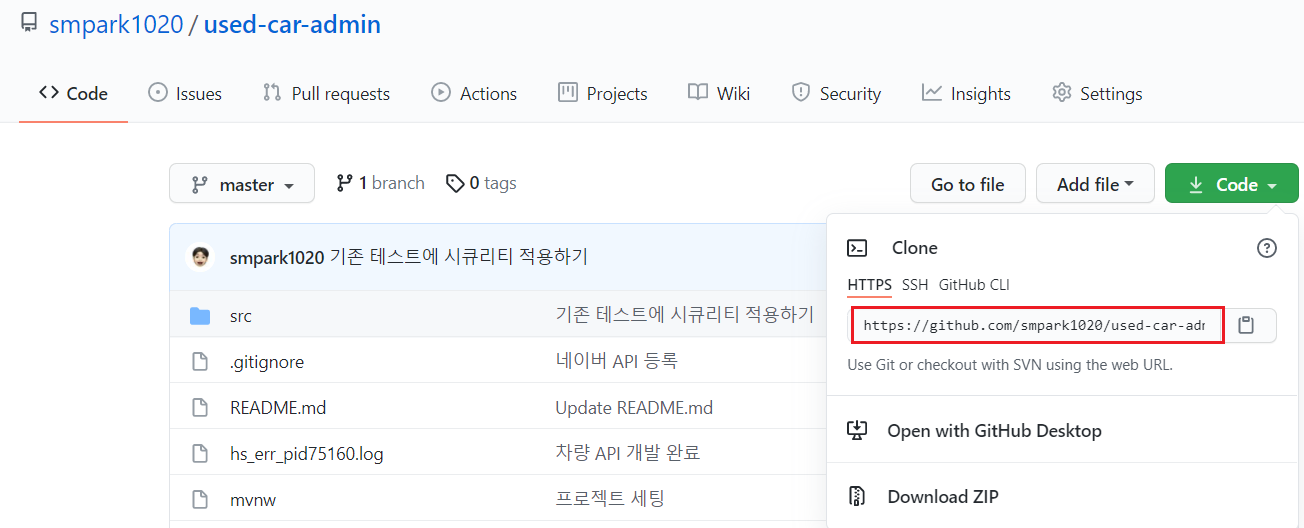 smpark1020 / used-car-admin
Code Issues Pull requests Actions Projects Wiki Security Insights Settings
master 1 branch 0 tags Go to file Add file Code
smpark1020 기존 테스트에 시큐리티 적용하기
src 기존 테스트에 시큐리티 적용하기
.gitignore 네이버 API 등록
README.md Update README.md
hs_err_pid75160.log 차량 API 개발 완료
mvnw 프로젝트 세팅
Clone
HTTPS SSH GitHub CLI
https://github.com/smpark1020/used-car-adm
Use Git or checkout with SVN using the web URL.
Open with GitHub Desktop
Download ZIP